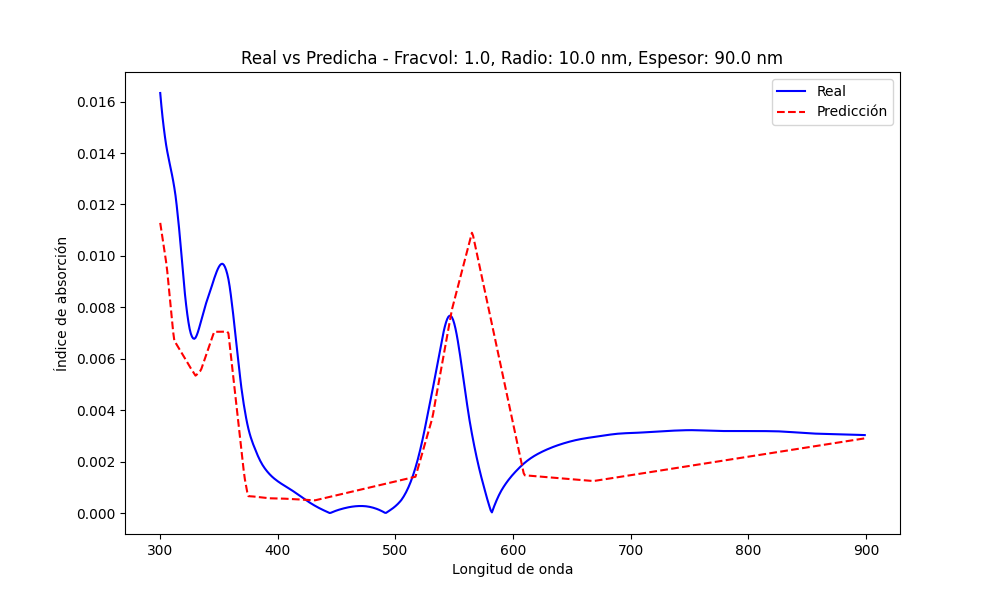 Real vs Predicha - Fracvol: 1.0, Radio: 10.0 nm, Espesor: 90.0 nm
Real
Predicción
Índice de absorción
0.016
0.014
0.012
0.010
0.008
0.006
0.004
0.002
0.000
300 400 500 600 700 800 900
Longitud de onda